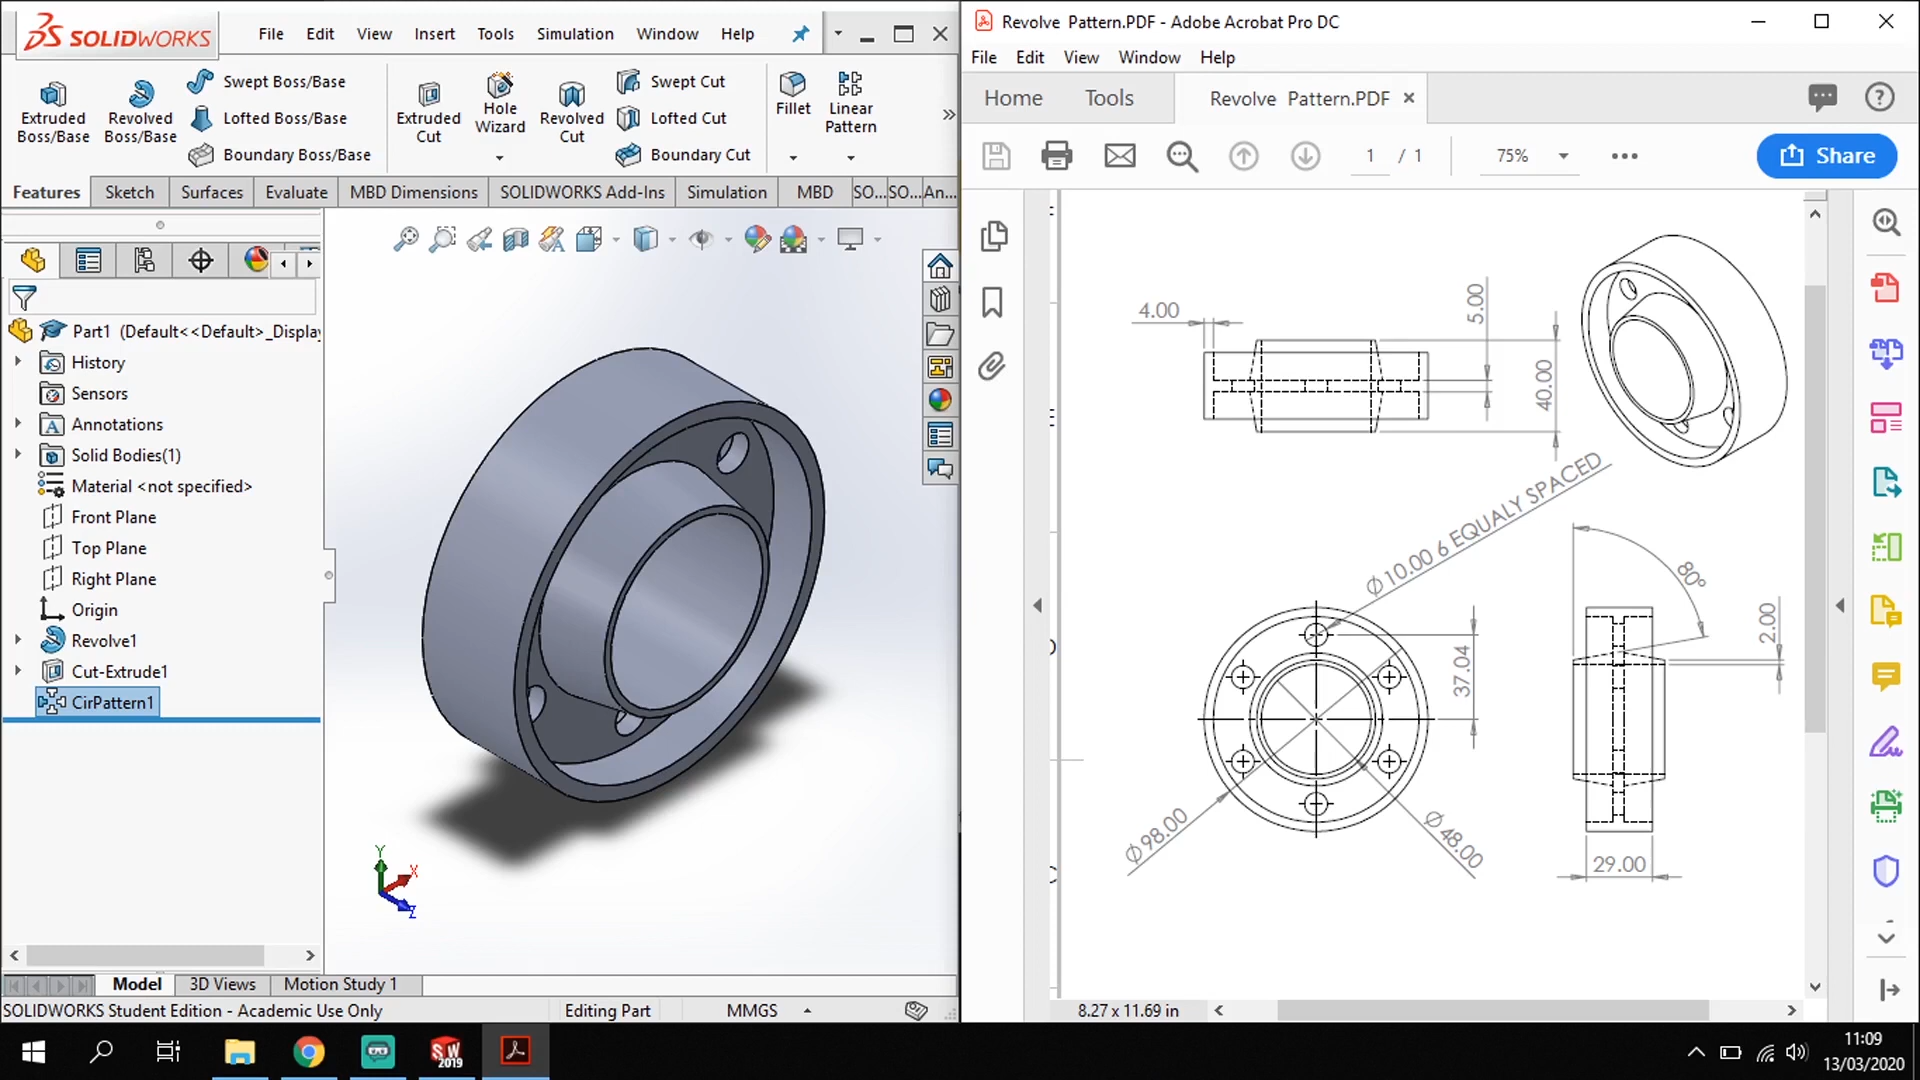 SOLIDWORKS
File Edit View Insert Tools Simulation Window Help
Extruded Boss/Base
Revolved Boss/Base
Swept Boss/Base
Lofted Boss/Base
Boundary Boss/Base
Extruded Cut
Hole Wizard
Revolved Cut
Swept Cut
Lofted Cut
Boundary Cut
Fillet
Linear Pattern
Features Sketch Surfaces Evaluate MBD Dimensions SOLIDWORKS Add-Ins Simulation MBD SO... SO... An...
Part1 (Default<<Default>_Display
History
Sensors
Annotations
Solid Bodies(1)
Material <not specified>
Front Plane
Top Plane
Right Plane
Origin
Revolve1
Cut-Extrude1
CirPattern1
Y
X
Z
Model 3D Views Motion Study 1
SOLIDWORKS Student Edition - Academic Use Only Editing Part MMGS
Revolve Pattern.PDF - Adobe Acrobat Pro DC
File Edit View Window Help
Home Tools Revolve Pattern.PDF
1 / 1 75% Share
4.00
5.00
40.00
Ø10.00 6 EQUALY SPACED
80°
2.00
37.04
Ø98.00
Ø48.00
29.00
8.27 x 11.69 in
SW 2019
11:09
13/03/2020